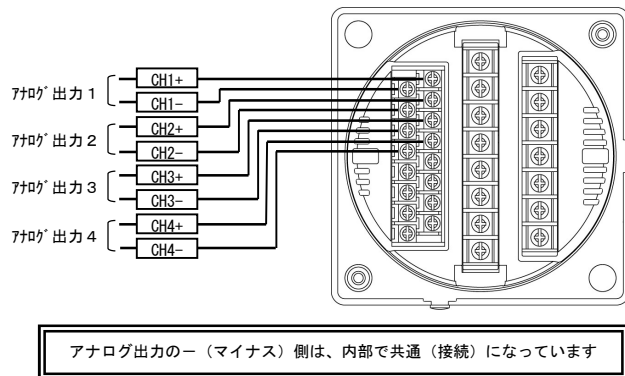 CH1+
ｱﾅﾛｸﾞ出力1
CH1-
CH2+
ｱﾅﾛｸﾞ出力2
CH2-
CH3+
ｱﾅﾛｸﾞ出力3
CH3-
CH4+
ｱﾅﾛｸﾞ出力4
CH4-
アナログ出力の－（マイナス）側は、内部で共通（接続）になっています